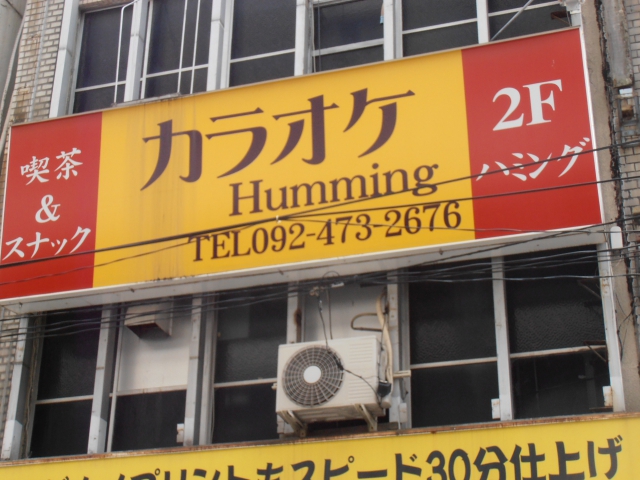 喫茶
&
スナック
カラオケ
Humming
TEL092-473-2676
2F
ハミング
プリントもスピード30分仕上げ